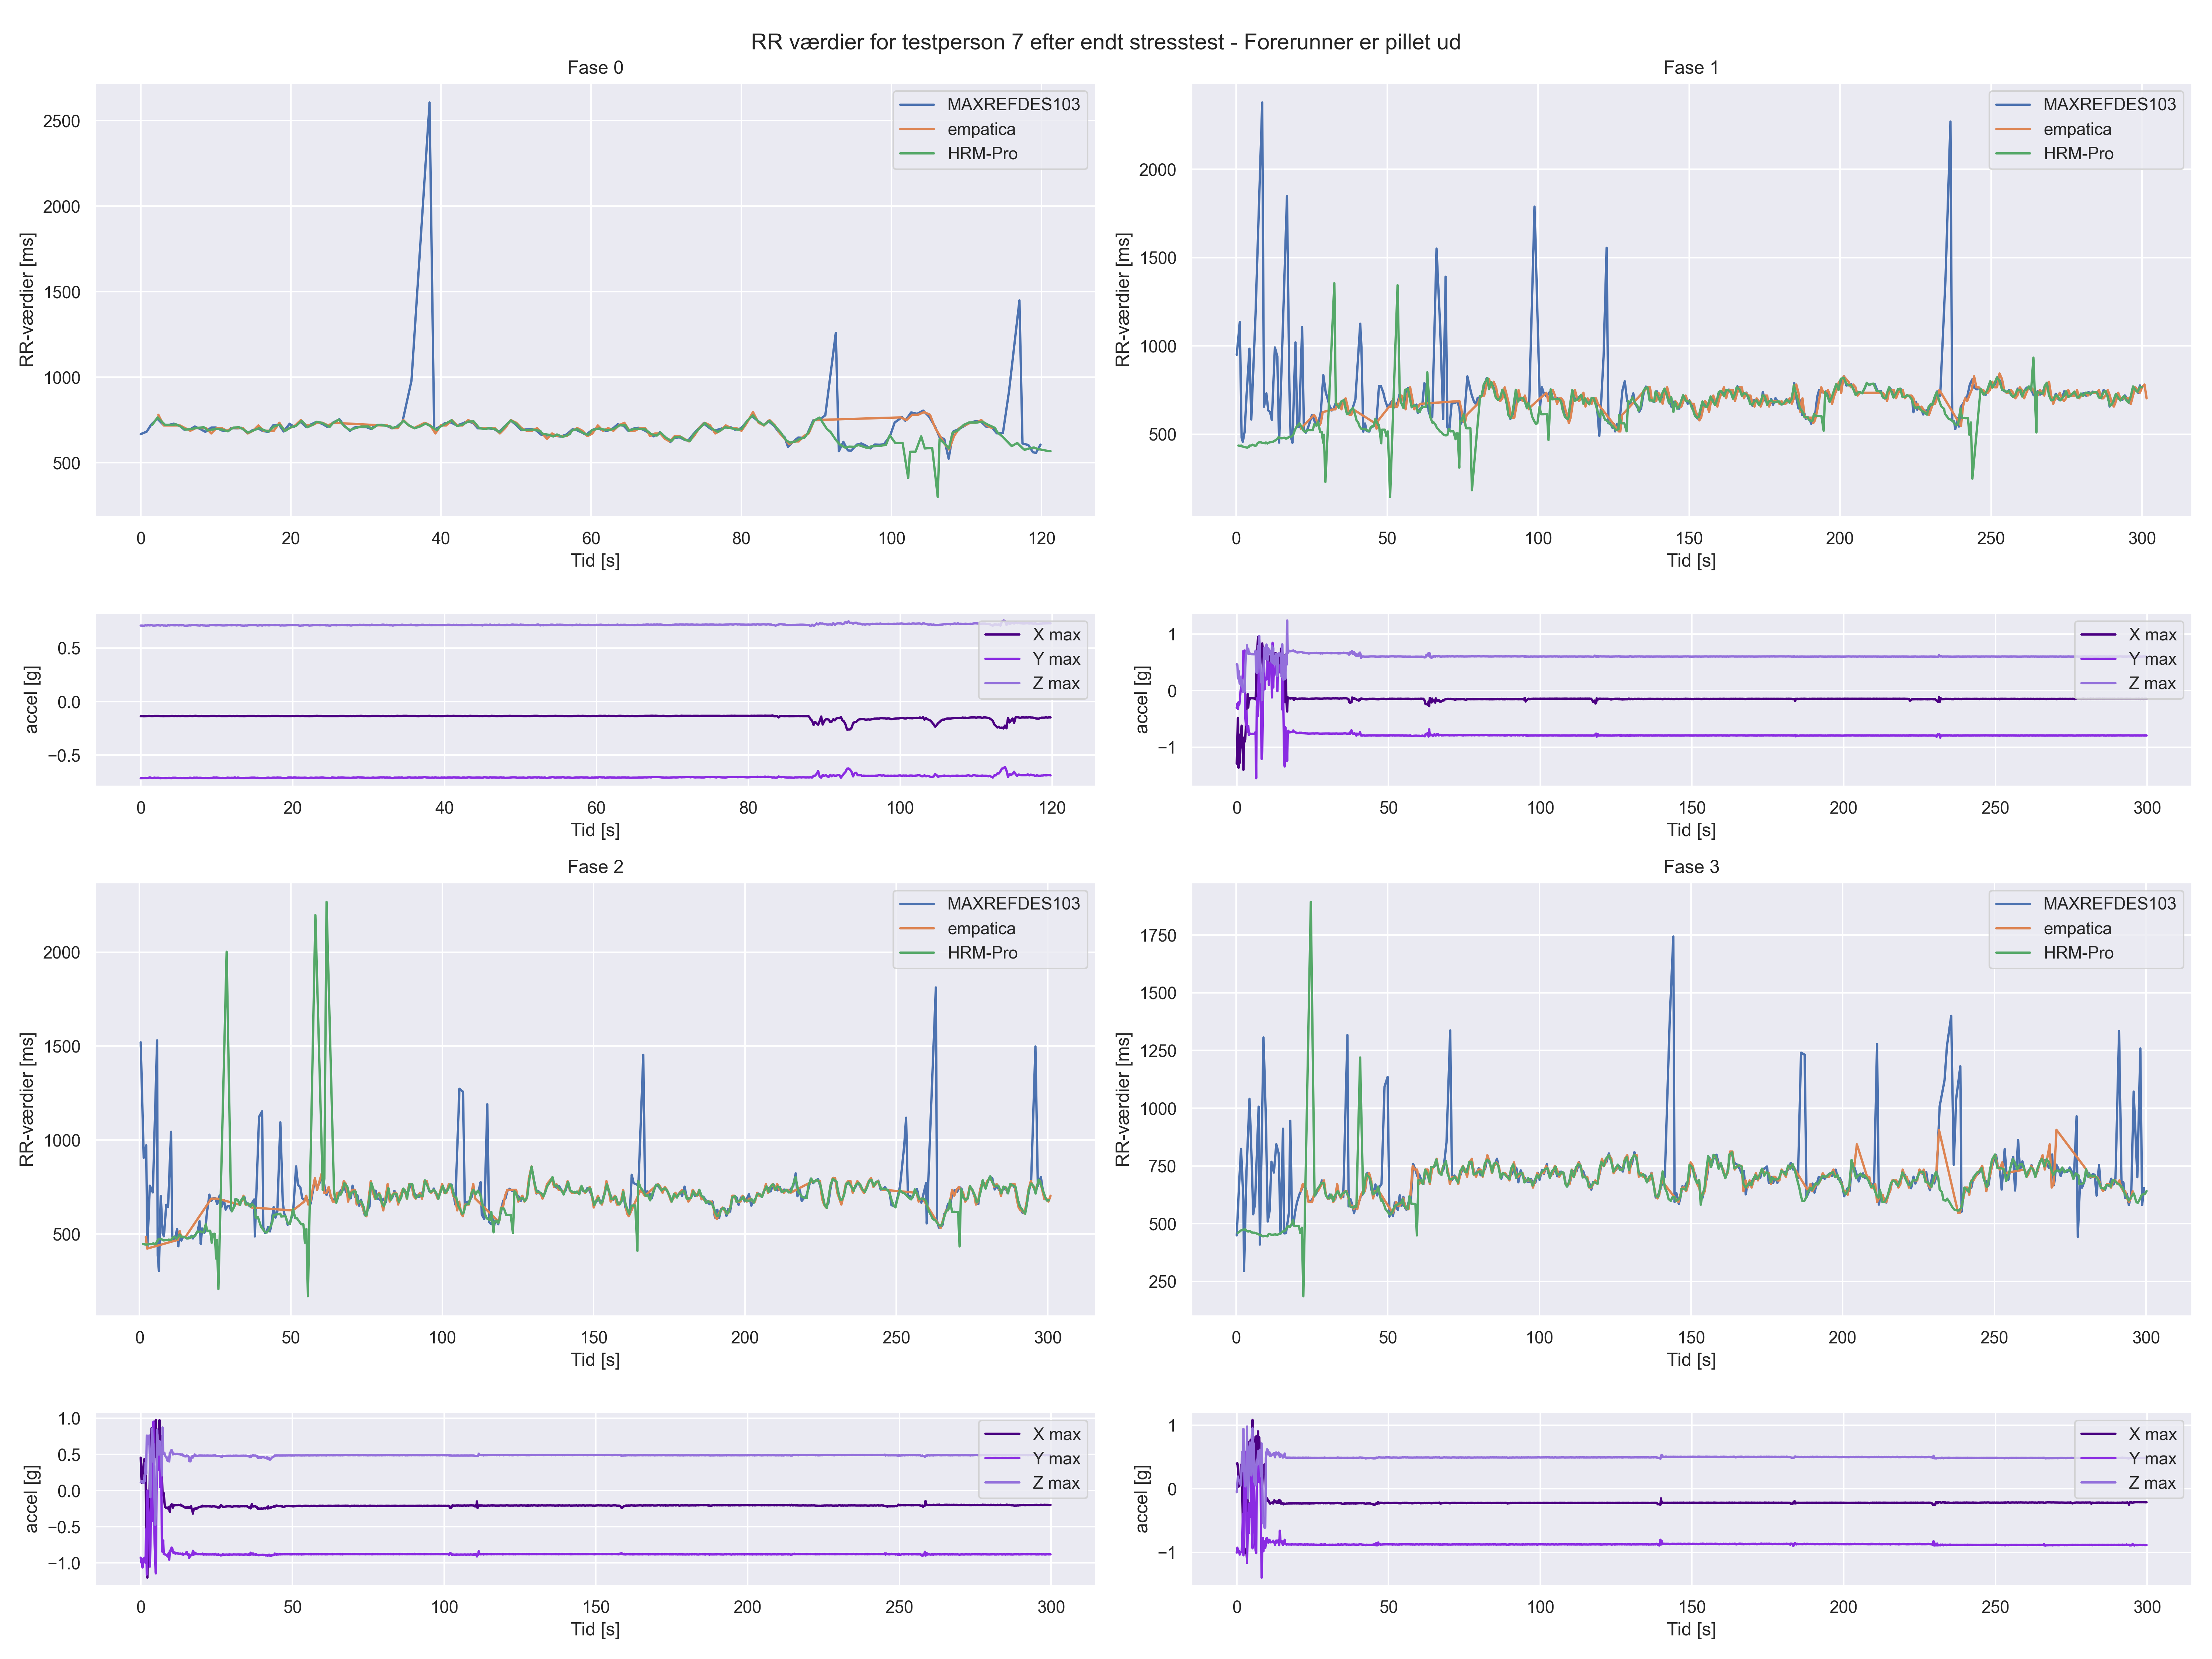 RR værdier for testperson 7 efter endt stresstest - Forerunner er pillet ud
Fase 0
RR-værdier [ms]
2500
2000
1500
1000
500
MAXREFDES103
empatica
HRM-Pro
0 20 40 60 80 100 120
Tid [s]
Fase 1
RR-værdier [ms]
2000
1500
1000
500
MAXREFDES103
empatica
HRM-Pro
0 50 100 150 200 250 300
Tid [s]
accel [g]
0.5
0.0
−0.5
X max
Y max
Z max
0 20 40 60 80 100 120
Tid [s]
accel [g]
1
0
−1
X max
Y max
Z max
0 50 100 150 200 250 300
Tid [s]
Fase 2
RR-værdier [ms]
2000
1500
1000
500
MAXREFDES103
empatica
HRM-Pro
0 50 100 150 200 250 300
Tid [s]
Fase 3
RR-værdier [ms]
1750
1500
1250
1000
750
500
250
MAXREFDES103
empatica
HRM-Pro
0 50 100 150 200 250 300
Tid [s]
accel [g]
1.0
0.5
0.0
−0.5
−1.0
X max
Y max
Z max
0 50 100 150 200 250 300
Tid [s]
accel [g]
1
0
−1
X max
Y max
Z max
0 50 100 150 200 250 300
Tid [s]